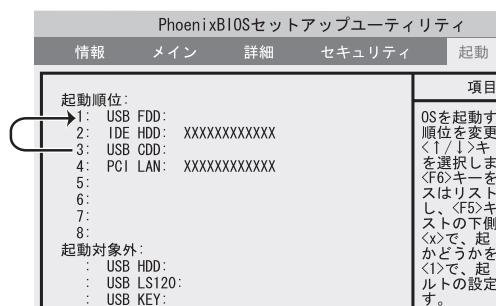 PhoenixBIOSセットアップユーティリティ
情報 メイン 詳細 セキュリティ 起動
起動順位:
1: USB FDD:
2: IDE HDD: XXXXXXXXXXXX
3: USB CDD:
4: PCI LAN: XXXXXXXXXXXX
5:
6:
7:
8:
起動対象外:
: USB HDD:
: USB LS120:
: USB KEY:
項目
OSを起動す
順位を変更
<↑/↓>キ
を選択しま
<F6>キーを
スはリスト
し、<F5>キ
ストの下側
<x>で、起
かどうかを
<1>で、起
ルトの設定
す。